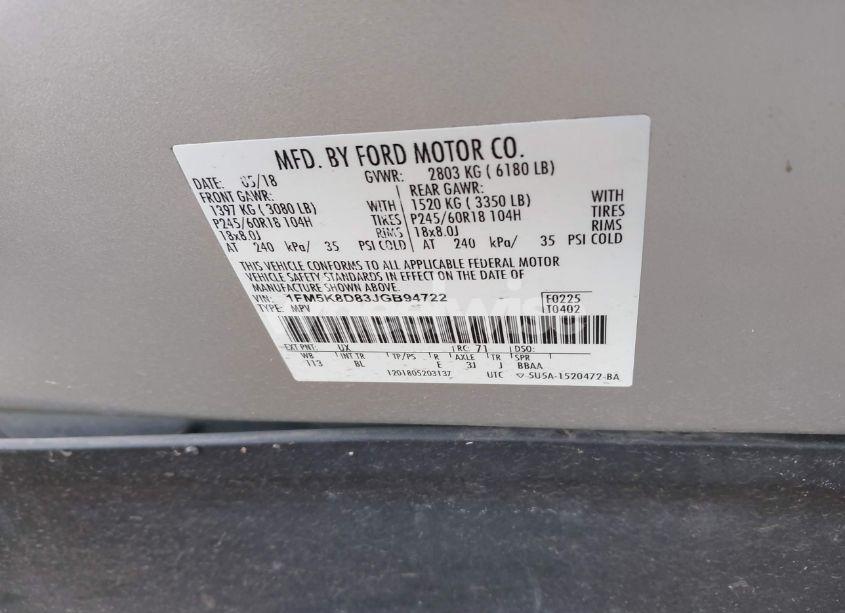 MFD. BY FORD MOTOR CO.
DATE: 05/18 GVWR: 2803 KG ( 6180 LB)
FRONT GAWR: REAR GAWR:
1397 KG ( 3080 LB) WITH 1520 KG ( 3350 LB) WITH
P245/60R18 104H TIRES P245/60R18 104H TIRES
18x8.0J RIMS 18x8.0J RIMS
AT 240 kPa/ 35 PSI COLD AT 240 kPa/ 35 PSI COLD
THIS VEHICLE CONFORMS TO ALL APPLICABLE FEDERAL MOTOR
VEHICLE SAFETY STANDARDS IN EFFECT ON THE DATE OF
MANUFACTURE SHOWN ABOVE.
VIN: 1FM5K8D83JGB94722 F0225
TYPE: MPV T0402
EXT PNT: UX RC: 71 DSO:
WB INT TR TP/PS R AXLE TR SPR
113 BL E 3J J BBAA
1201805203137 UTC 5U5A-1520472-BA